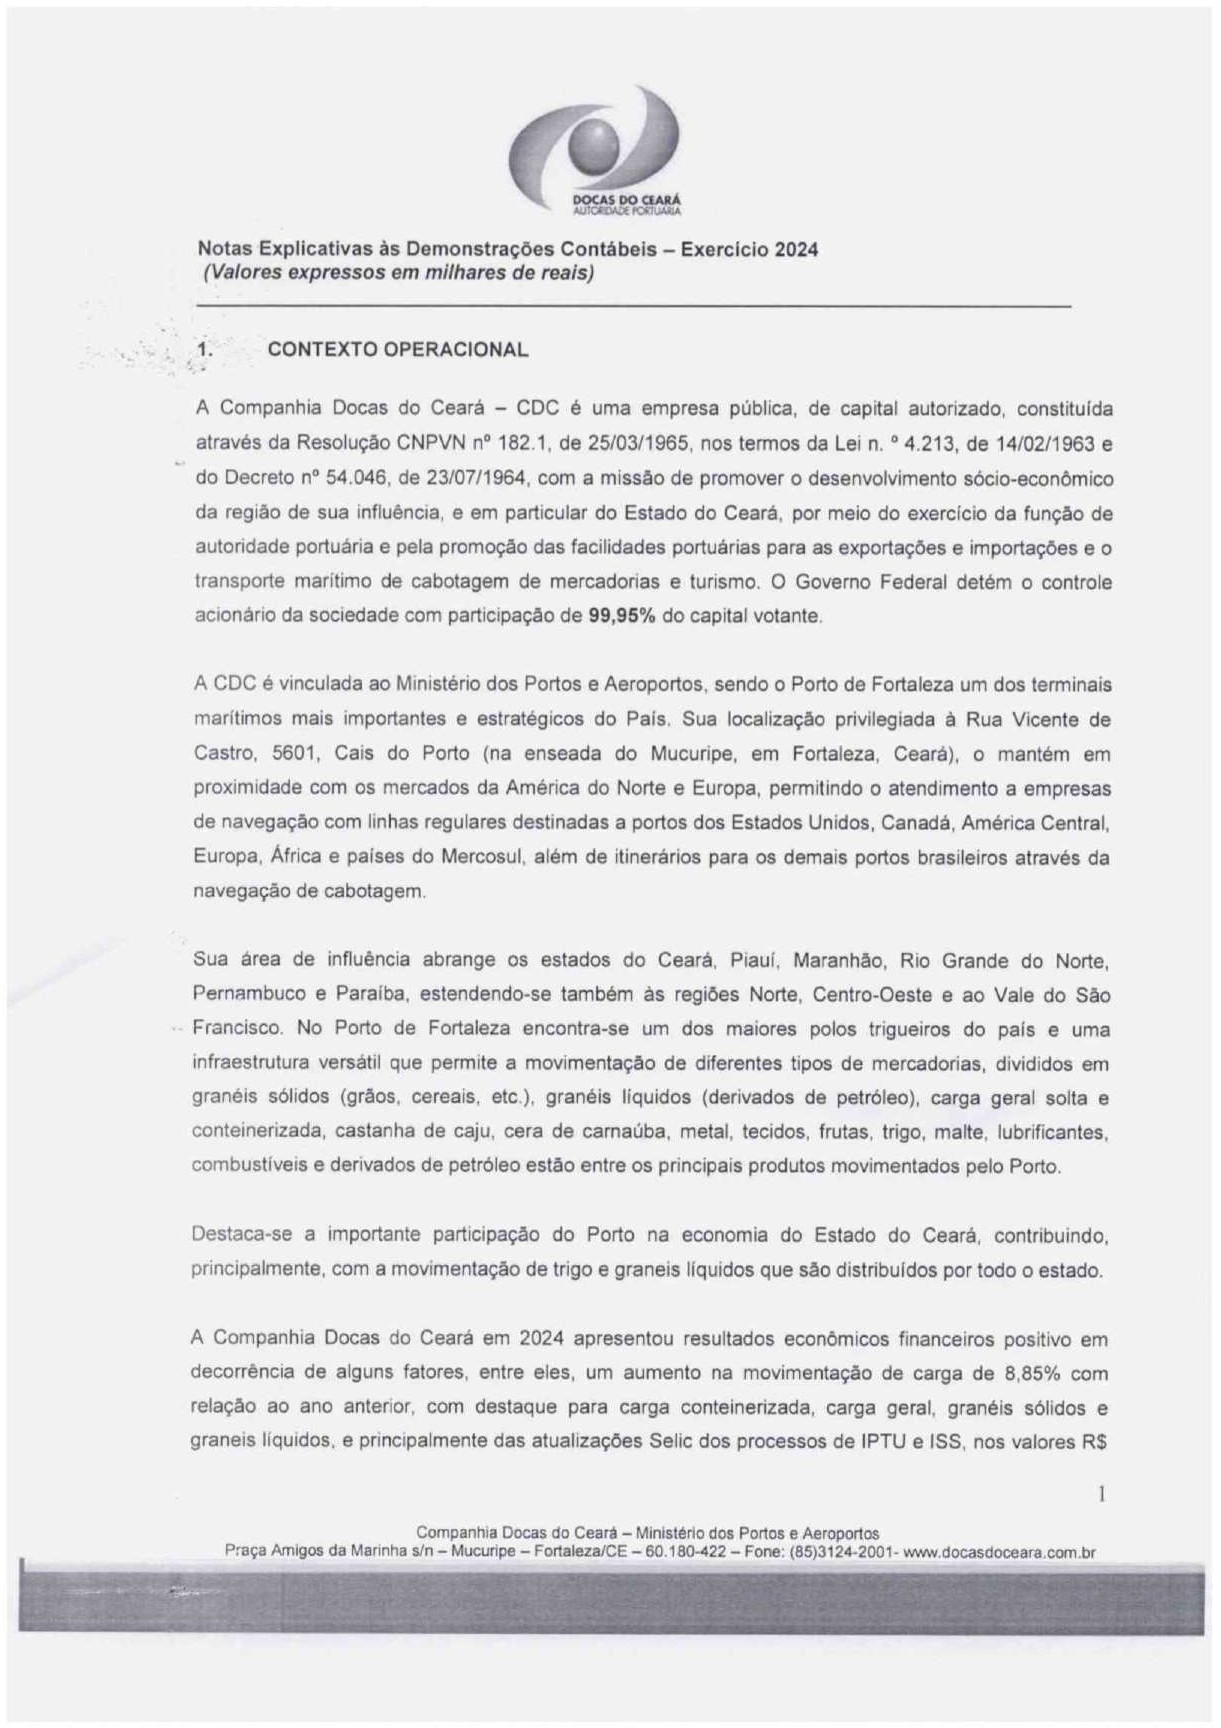 DOCAS DO CEARÁ
AUTORIDADE PORTUÁRIA
Notas Explicativas às Demonstrações Contábeis – Exercício 2024
(Valores expressos em milhares de reais)
1. CONTEXTO OPERACIONAL
A Companhia Docas do Ceará – CDC é uma empresa pública, de capital autorizado, constituída
através da Resolução CNPVN nº 182.1, de 25/03/1965, nos termos da Lei n. º 4.213, de 14/02/1963 e
do Decreto nº 54.046, de 23/07/1964, com a missão de promover o desenvolvimento sócio-econômico
da região de sua influência, e em particular do Estado do Ceará, por meio do exercício da função de
autoridade portuária e pela promoção das facilidades portuárias para as exportações e importações e o
transporte marítimo de cabotagem de mercadorias e turismo. O Governo Federal detém o controle
acionário da sociedade com participação de 99,95% do capital votante.
A CDC é vinculada ao Ministério dos Portos e Aeroportos, sendo o Porto de Fortaleza um dos terminais
marítimos mais importantes e estratégicos do País. Sua localização privilegiada à Rua Vicente de
Castro, 5601, Cais do Porto (na enseada do Mucuripe, em Fortaleza, Ceará), o mantém em
proximidade com os mercados da América do Norte e Europa, permitindo o atendimento a empresas
de navegação com linhas regulares destinadas a portos dos Estados Unidos, Canadá, América Central,
Europa, África e países do Mercosul, além de itinerários para os demais portos brasileiros através da
navegação de cabotagem.
Sua área de influência abrange os estados do Ceará, Piauí, Maranhão, Rio Grande do Norte,
Pernambuco e Paraíba, estendendo-se também às regiões Norte, Centro-Oeste e ao Vale do São
Francisco. No Porto de Fortaleza encontra-se um dos maiores polos trigueiros do país e uma
infraestrutura versátil que permite a movimentação de diferentes tipos de mercadorias, divididos em
granéis sólidos (grãos, cereais, etc.), granéis líquidos (derivados de petróleo), carga geral solta e
conteinerizada, castanha de caju, cera de carnaúba, metal, tecidos, frutas, trigo, malte, lubrificantes,
combustíveis e derivados de petróleo estão entre os principais produtos movimentados pelo Porto.
Destaca-se a importante participação do Porto na economia do Estado do Ceará, contribuindo,
principalmente, com a movimentação de trigo e graneis líquidos que são distribuídos por todo o estado.
A Companhia Docas do Ceará em 2024 apresentou resultados econômicos financeiros positivo em
decorrência de alguns fatores, entre eles, um aumento na movimentação de carga de 8,85% com
relação ao ano anterior, com destaque para carga conteinerizada, carga geral, granéis sólidos e
graneis líquidos, e principalmente das atualizações Selic dos processos de IPTU e ISS, nos valores R$
1
Companhia Docas do Ceará – Ministério dos Portos e Aeroportos
Praça Amigos da Marinha s/n – Mucuripe – Fortaleza/CE – 60.180-422 – Fone: (85)3124-2001- www.docasdoceara.com.br